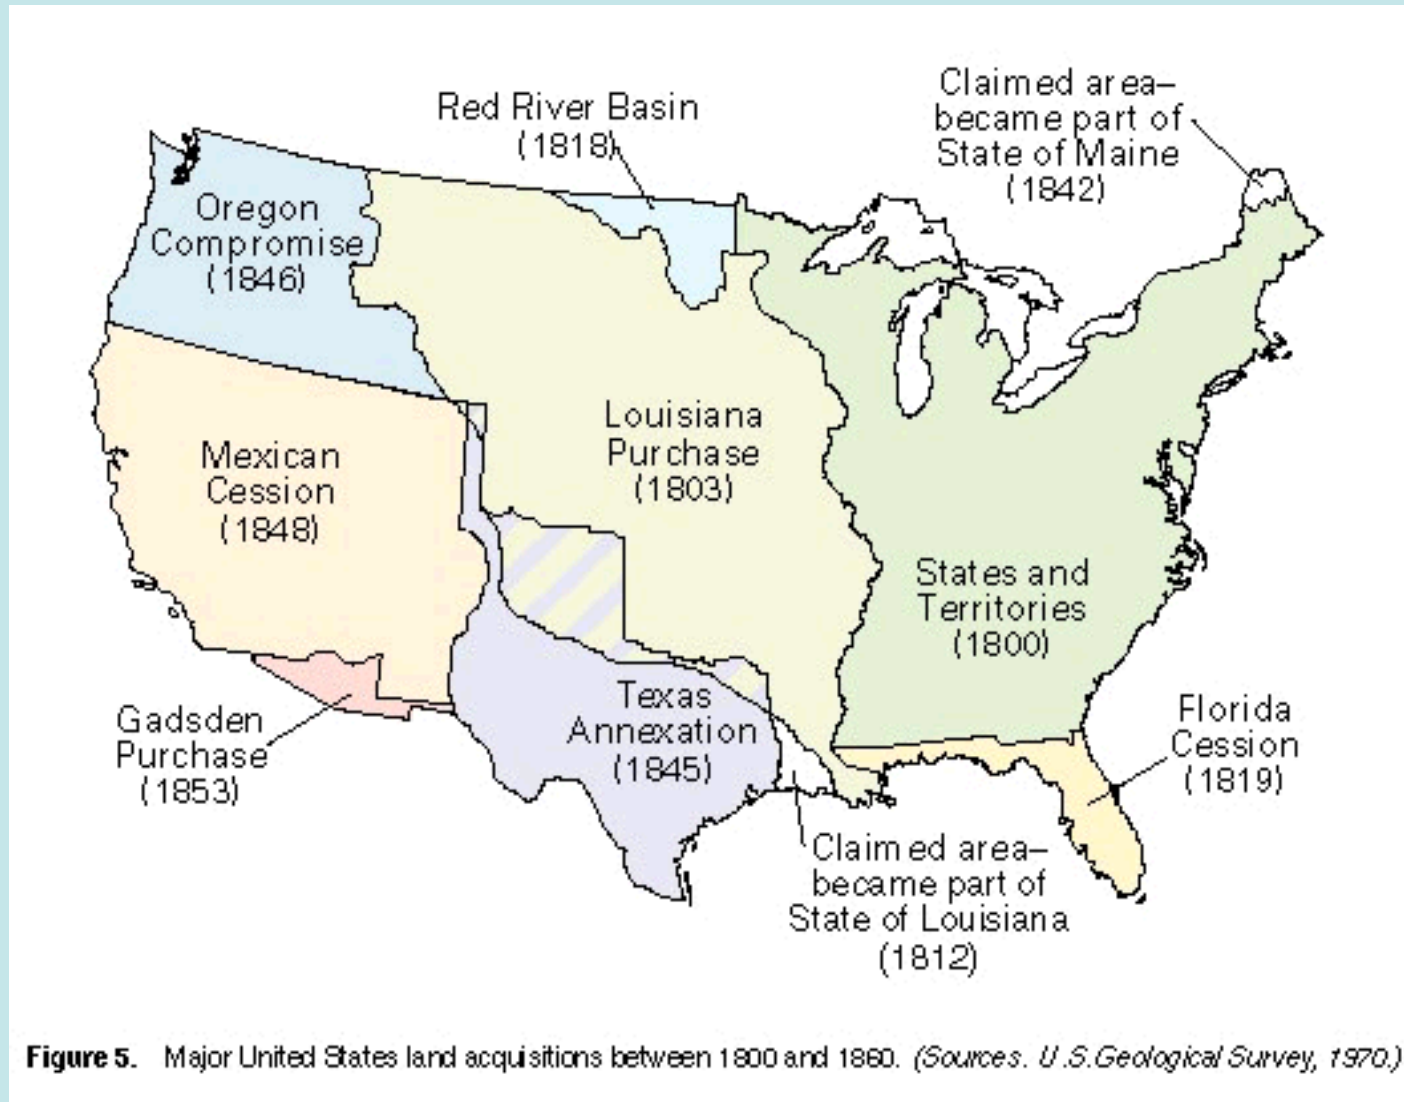 Red River Basin
(1818)
Claimed area–
became part of
State of Maine
(1842)
Oregon
Compromise
(1846)
Mexican
Cession
(1848)
Louisiana
Purchase
(1803)
States and
Territories
(1800)
Gadsden
Purchase
(1853)
Texas
Annexation
(1845)
Florida
Cession
(1819)
Claimed area–
became part of
State of Louisiana
(1812)
Figure 5. Major United States land acquisitions between 1800 and 1860. (Sources. U.S.Geological Survey, 1970.)